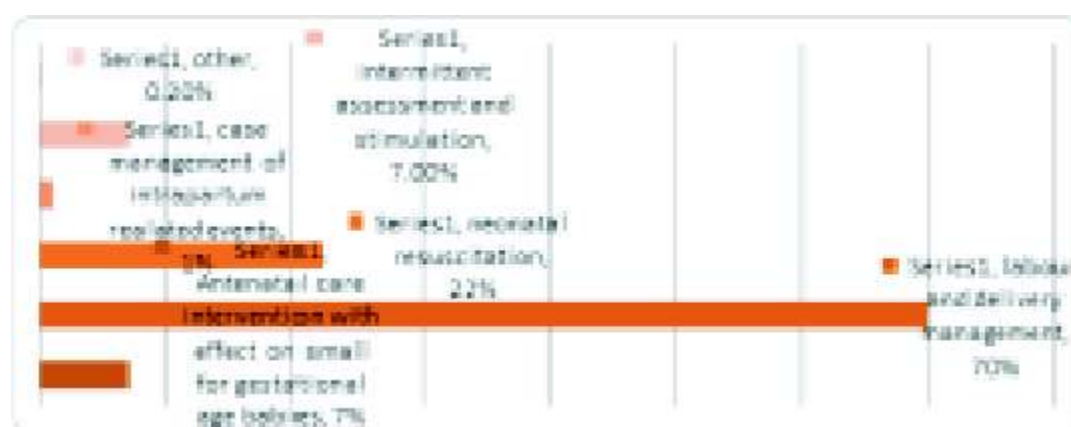 Series1, other,
0.20%
Series1,
intermittent
assessment and
stimulation,
7.00%
Series1, case
management of
intrapartum
realated events,
1%
Series1, neonatal
resuscitation,
22%
Series1
Antenatal care
intervention with
effect on small
for gestational
age babies, 7%
Series1, labour
and delivery
management,
70%